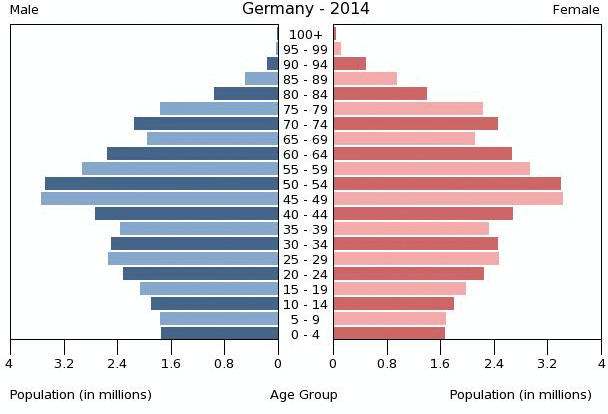 Male Germany - 2014 Female
100+
95 - 99
90 - 94
85 - 89
80 - 84
75 - 79
70 - 74
65 - 69
60 - 64
55 - 59
50 - 54
45 - 49
40 - 44
35 - 39
30 - 34
25 - 29
20 - 24
15 - 19
10 - 14
5 - 9
0 - 4
4 3.2 2.4 1.6 0.8 0 0 0.8 1.6 2.4 3.2 4
Population (in millions) Age Group Population (in millions)